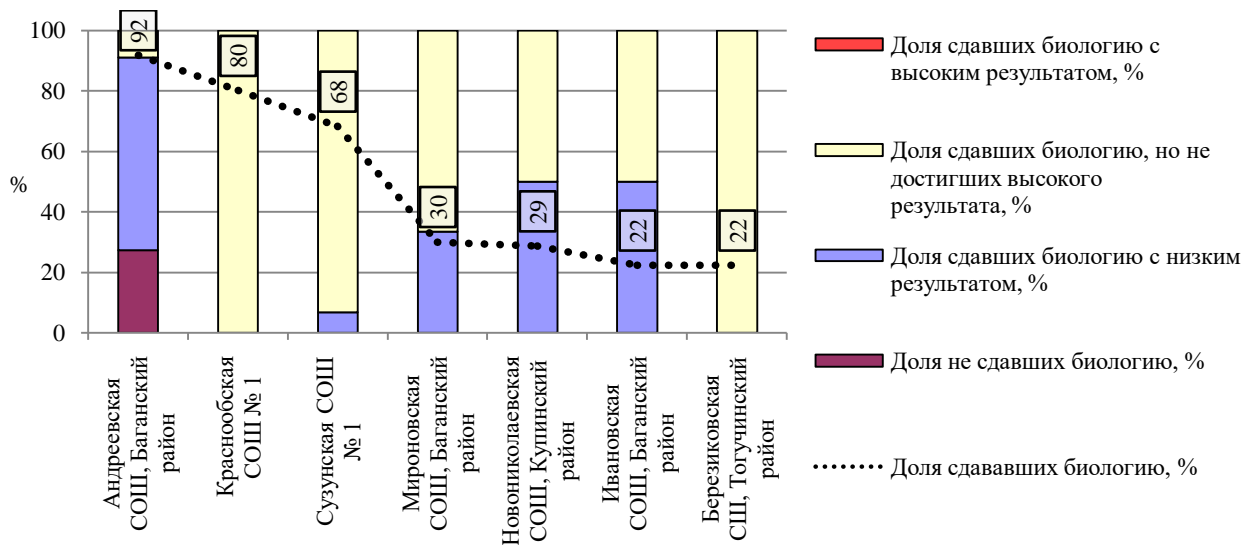 100
80
60
40
20
0
%
92
80
68
30
29
22
22
Андреевская
СОШ, Баганский
район
Краснообская
СОШ № 1
Сузунская СОШ
№ 1
Мироновская
СОШ, Баганский
район
Новониколаевская
СОШ, Купинский
район
Ивановская
СОШ, Баганский
район
Березиковская
СШ, Тогучинский
район
Доля сдавших биологию с
высоким результатом, %
Доля сдавших биологию, но не
достигших высокого
результата, %
Доля сдавших биологию с низким
результатом, %
Доля не сдавших биологию, %
Доля сдававших биологию, %